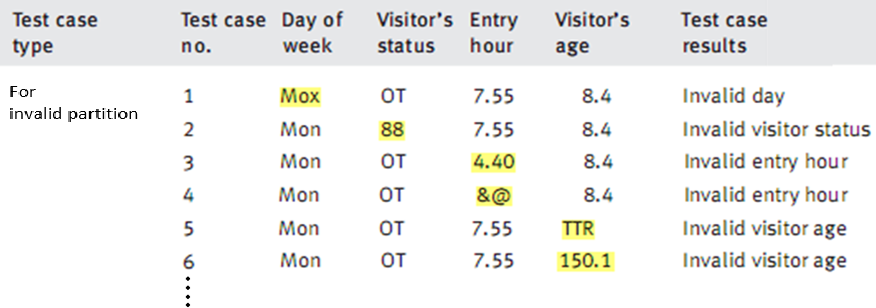 Test case type Test case no. Day of week Visitor's status Entry hour Visitor's age Test case results
For invalid partition
1 Mox OT 7.55 8.4 Invalid day
2 Mon 88 7.55 8.4 Invalid visitor status
3 Mon OT 4.40 8.4 Invalid entry hour
4 Mon OT &@ 8.4 Invalid entry hour
5 Mon OT 7.55 TTR Invalid visitor age
6 Mon OT 7.55 150.1 Invalid visitor age